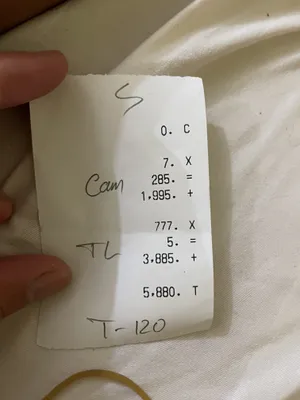 S
0. C
7. X
Cam 285. =
1,995. +
777. X
TL 5. =
3,885. +
5,880. T
T-120